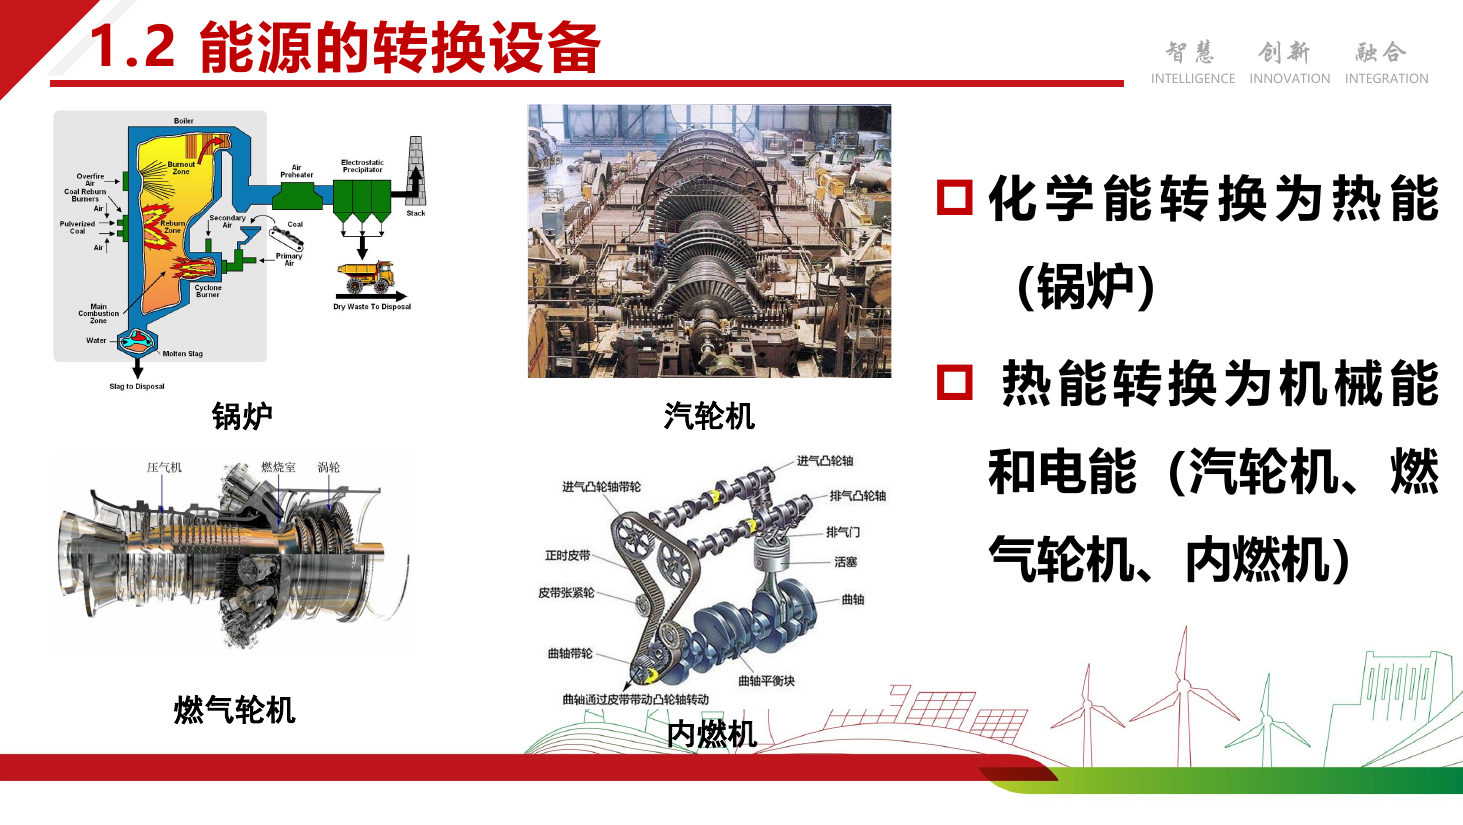 1.2 能源的转换设备
智慧 创新 融合
INTELLIGENCE INNOVATION INTEGRATION
Boiler
Burnout
Zone
Overfire
Air
Coal Reburn
Burners
Air
Pulverized
Coal
Air
Reburn
Zone
Secondary
Air
Air
Preheater
Electrostatic
Precipitator
Stack
Coal
Primary
Air
Cyclone
Burner
Main
Combustion
Zone
Water
Molten Slag
Slag to Disposal
Dry Waste To Disposal
锅炉
汽轮机
压气机
燃烧室
涡轮
燃气轮机
进气凸轮轴
进气凸轮轴带轮
排气凸轮轴
排气门
正时皮带
活塞
皮带张紧轮
曲轴
曲轴带轮
曲轴平衡块
曲轴通过皮带带动凸轮轴转动
内燃机
化学能转换为热能
（锅炉）
热能转换为机械能
和电能（汽轮机、燃
气轮机、内燃机）